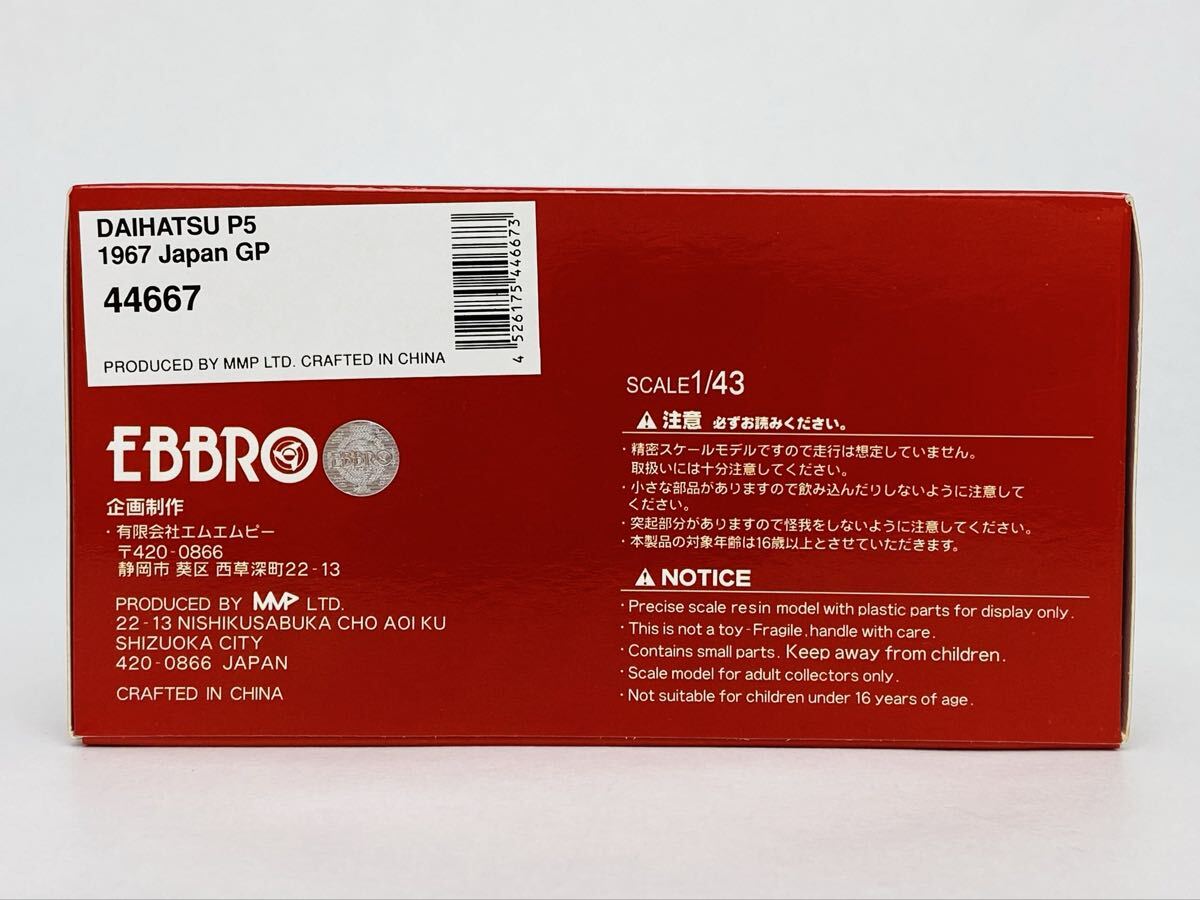 DAIHATSU P5
1967 Japan GP
44667
PRODUCED BY MMP LTD. CRAFTED IN CHINA
4 526175 446673
EBBRO
EBBRO
企画制作
・有限会社エムエムピー
〒420-0866
静岡市 葵区 西草深町22-13
PRODUCED BY MMP LTD.
22-13 NISHIKUSABUKA CHO AOI KU
SHIZUOKA CITY
420-0866 JAPAN
CRAFTED IN CHINA
SCALE1/43
注意 必ずお読みください。
・精密スケールモデルですので走行は想定していません。
取扱いには十分注意してください。
・小さな部品がありますので飲み込んだりしないように注意して
ください。
・突起部分がありますので怪我をしないように注意してください。
・本製品の対象年齢は16歳以上とさせていただきます。
NOTICE
・Precise scale resin model with plastic parts for display only.
・This is not a toy-Fragile, handle with care.
・Contains small parts. Keep away from children.
・Scale model for adult collectors only.
・Not suitable for children under 16 years of age.